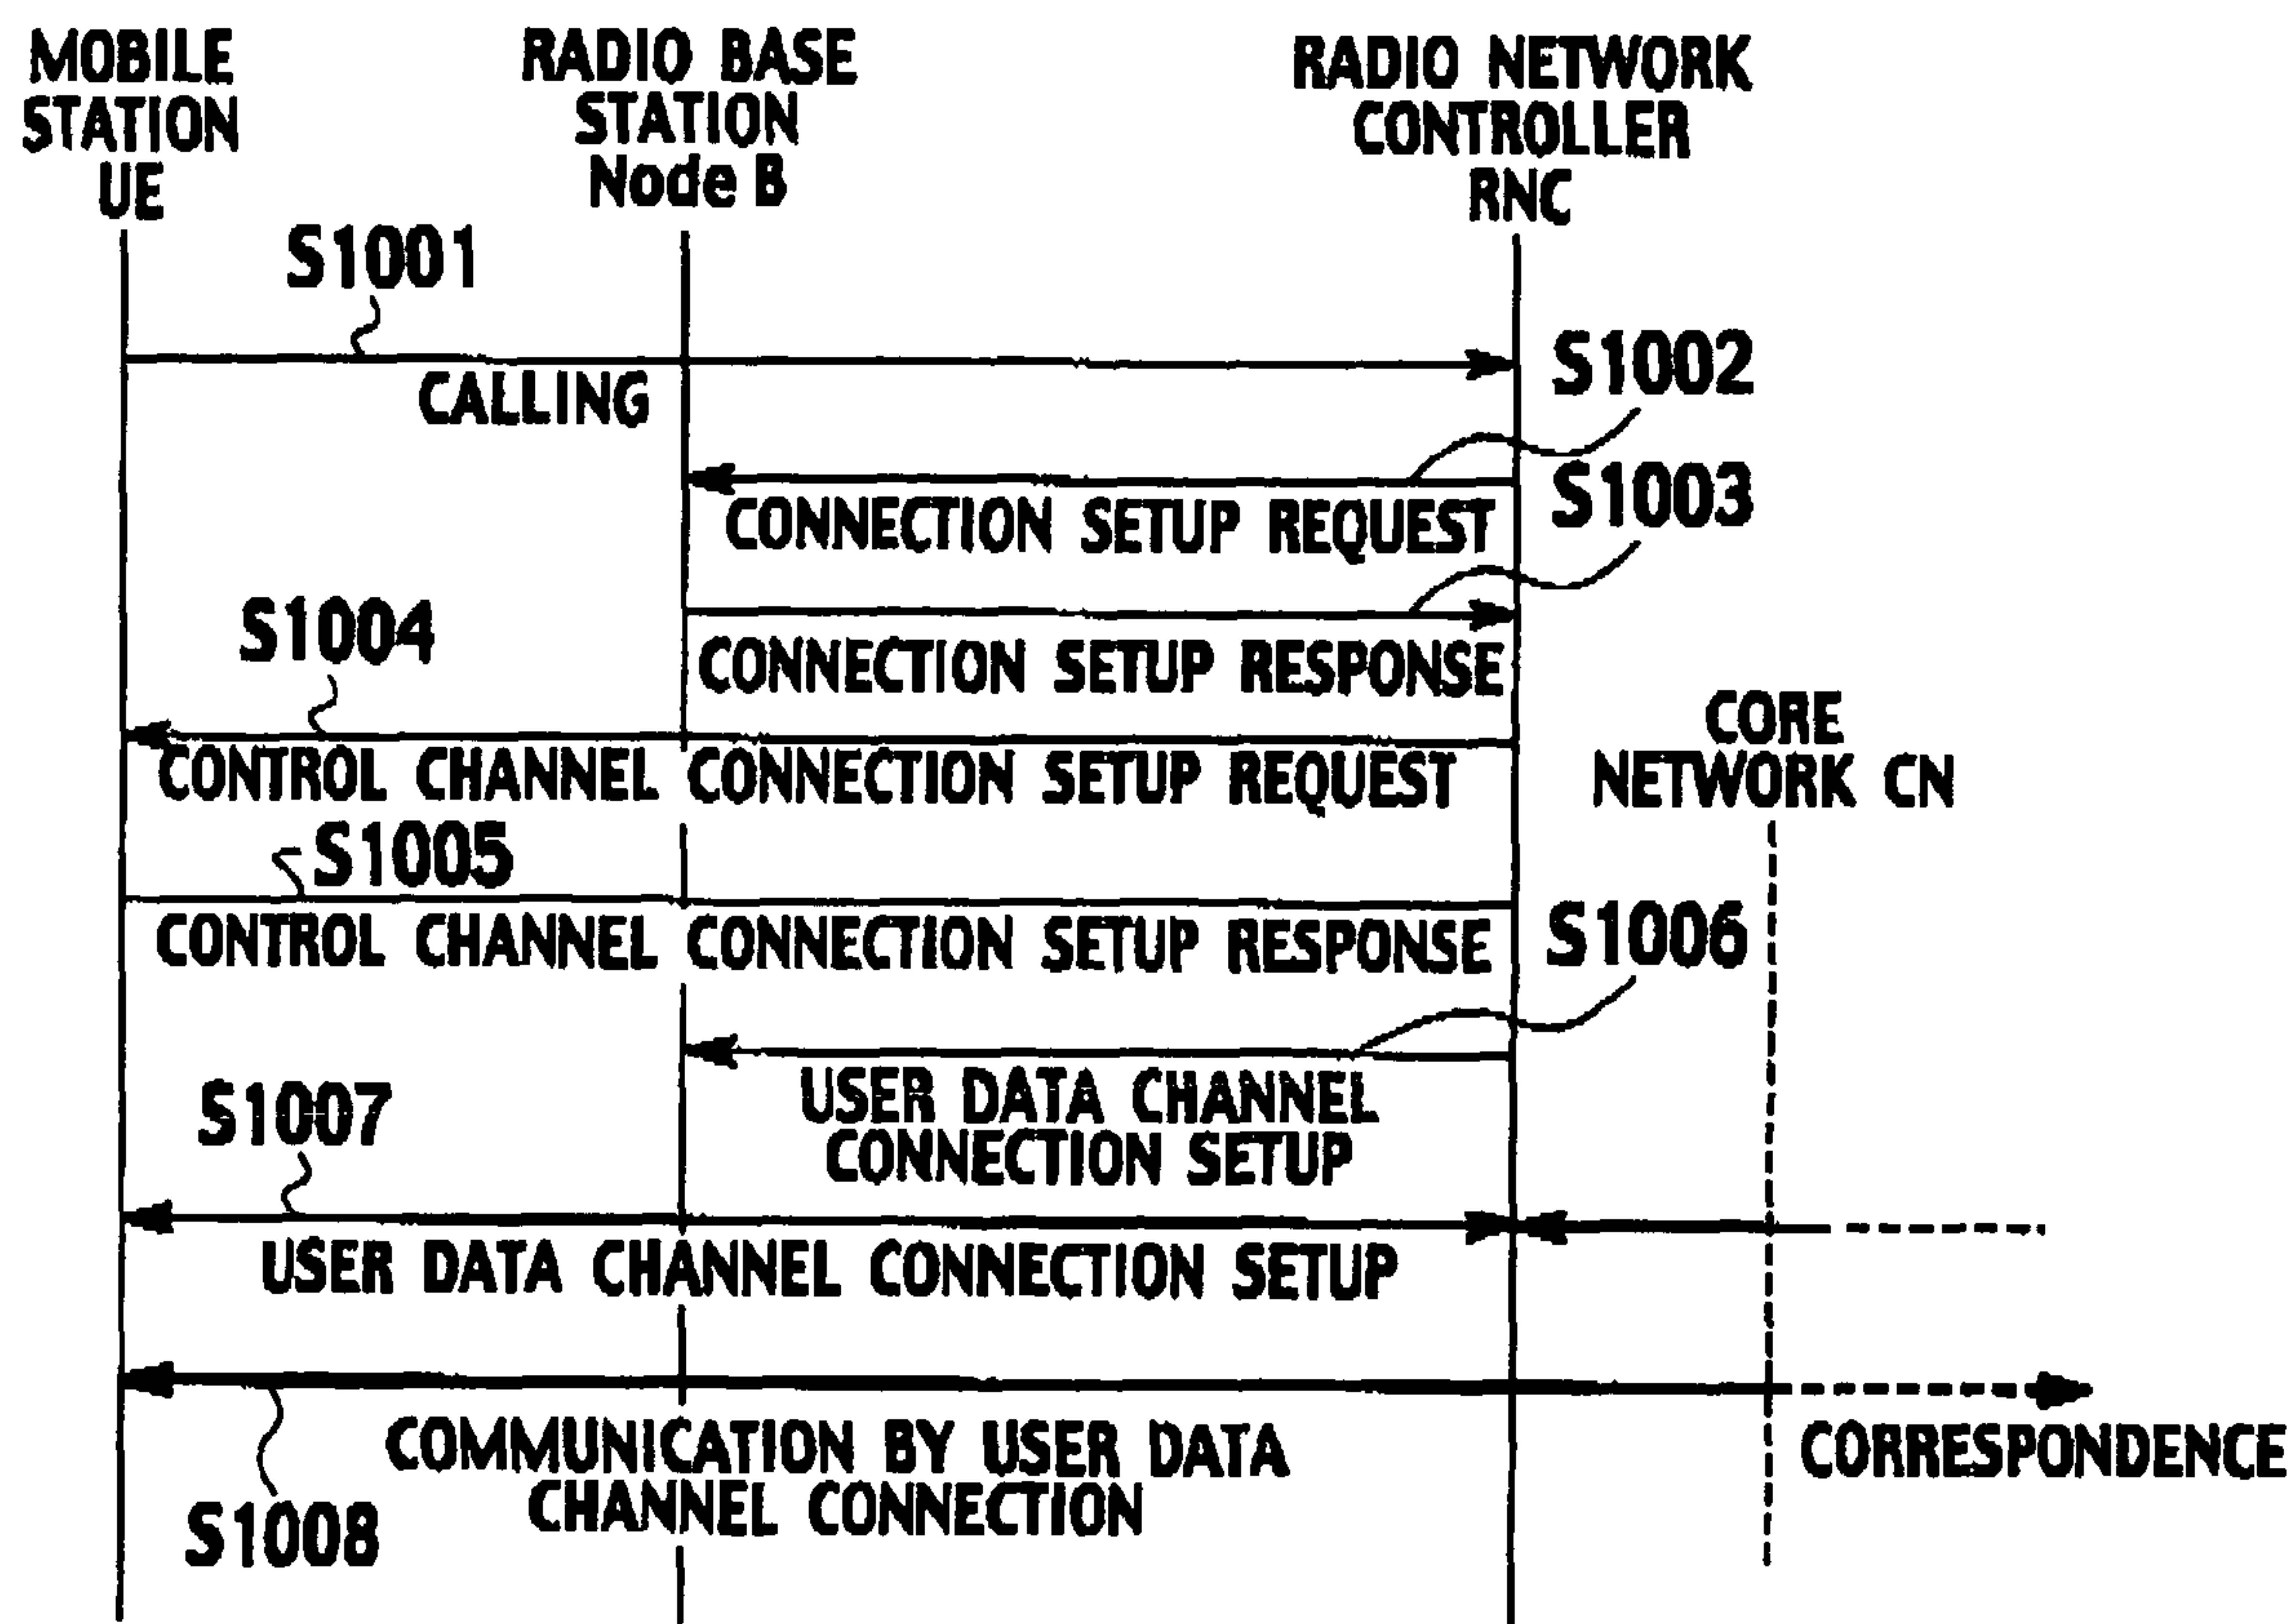 MOBILE
STATION
UE
RADIO BASE
STATION
Node B
RADIO NETWORK
CONTROLLER
RNC
S1001
CALLING
S1002
CONNECTION SETUP REQUEST
S1003
CONNECTION SETUP RESPONSE
S1004
CONTROL CHANNEL CONNECTION SETUP REQUEST
CORE
NETWORK CN
S1005
CONTROL CHANNEL CONNECTION SETUP RESPONSE
S1006
USER DATA CHANNEL
CONNECTION SETUP
S1007
USER DATA CHANNEL CONNECTION SETUP
COMMUNICATION BY USER DATA
CHANNEL CONNECTION
CORRESPONDENCE
S1008